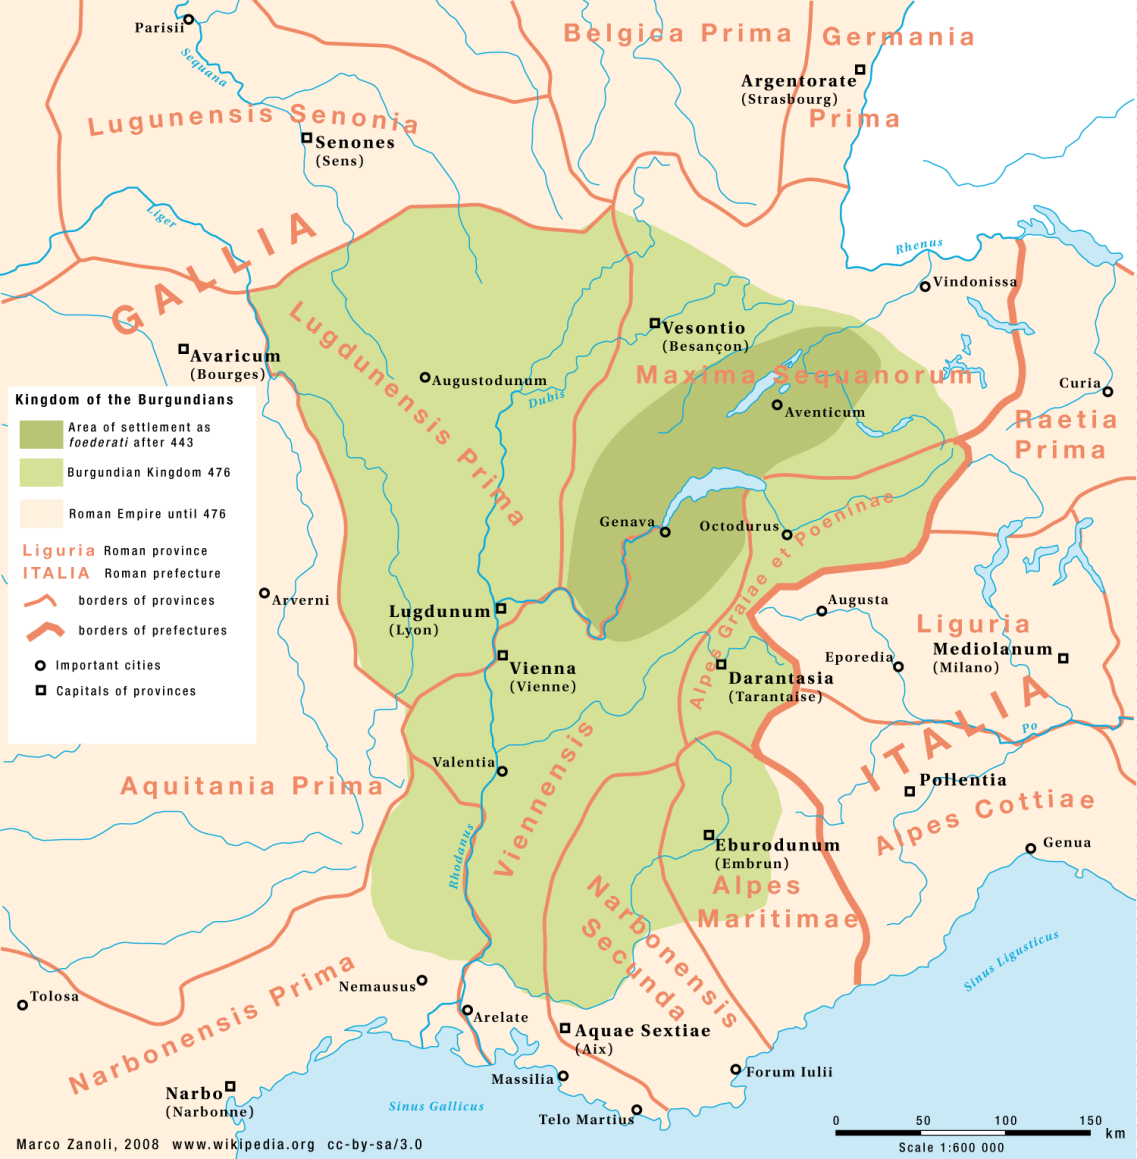 Parisii
Sequana
Belgica Prima
Germania
Prima
Argentorate
(Strasbourg)
Lugunensis Senonia
Senones
(Sens)
Liger
GALLIA
Rhenus
Vindonissa
Lugdunensis Prima
Vesontio
(Besançon)
Avaricum
(Bourges)
Augustodunum
Dubis
Maxima Sequanorum
Aventicum
Curia
Raetia
Prima
Kingdom of the Burgundians
Area of settlement as
foederati after 443
Burgundian Kingdom 476
Roman Empire until 476
Liguria Roman province
ITALIA Roman prefecture
borders of provinces
borders of prefectures
Important cities
Capitals of provinces
Genava
Octodurus
Alpes Graiae et Poeninae
Arverni
Lugdunum
(Lyon)
Augusta
Liguria
Mediolanum
(Milano)
Eporedia
Vienna
(Vienne)
Darantasia
(Tarantaise)
ITALIA
Po
Valentia
Viennensis
Aquitania Prima
Pollentia
Alpes Cottiae
Rhodanus
Eburodunum
(Embrun)
Genua
Alpes
Maritimae
Narbonensis
Secunda
Sinus Ligusticus
Narbonensis Prima
Nemausus
Tolosa
Arelate
Aquae Sextiae
(Aix)
Massilia
Forum Iulii
Narbo
(Narbonne)
Sinus Gallicus
Telo Martius
0 50 100 150
km
Scale 1:600 000
Marco Zanoli, 2008 www.wikipedia.org cc-by-sa/3.0